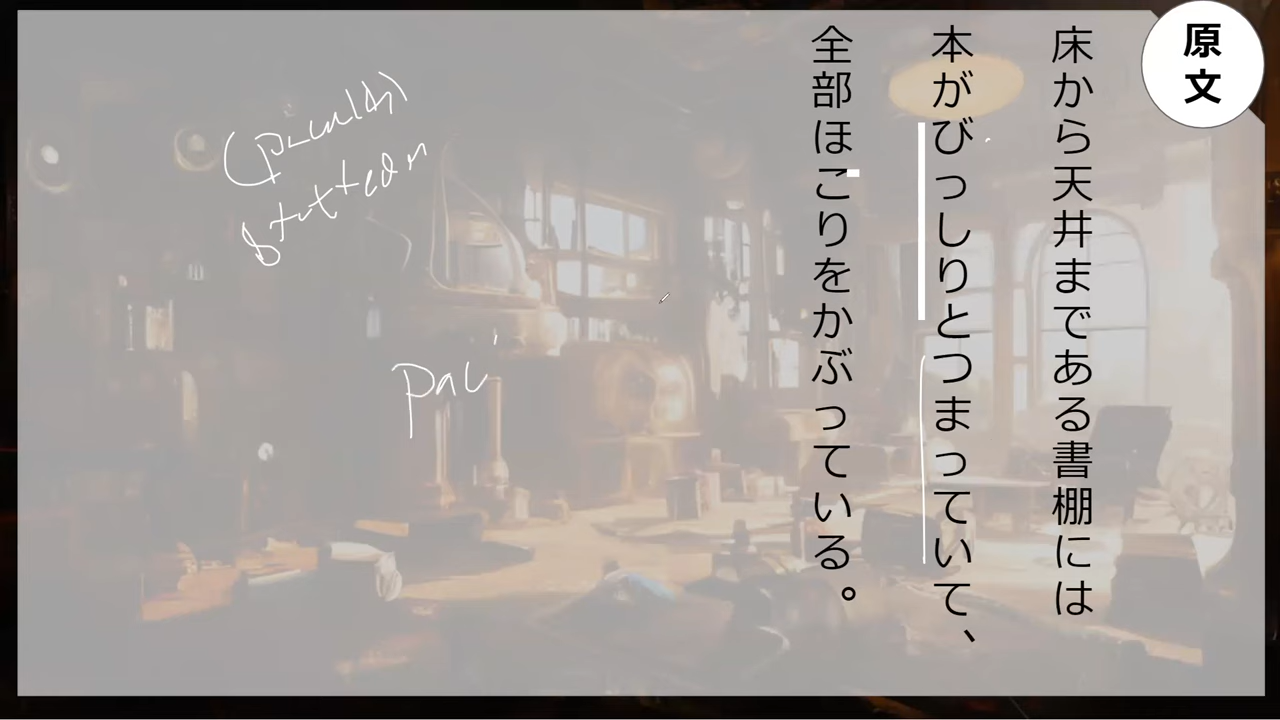 原文
床から天井まである書棚には
本がびっしりとつまっていて、
全部ほこりをかぶっている。